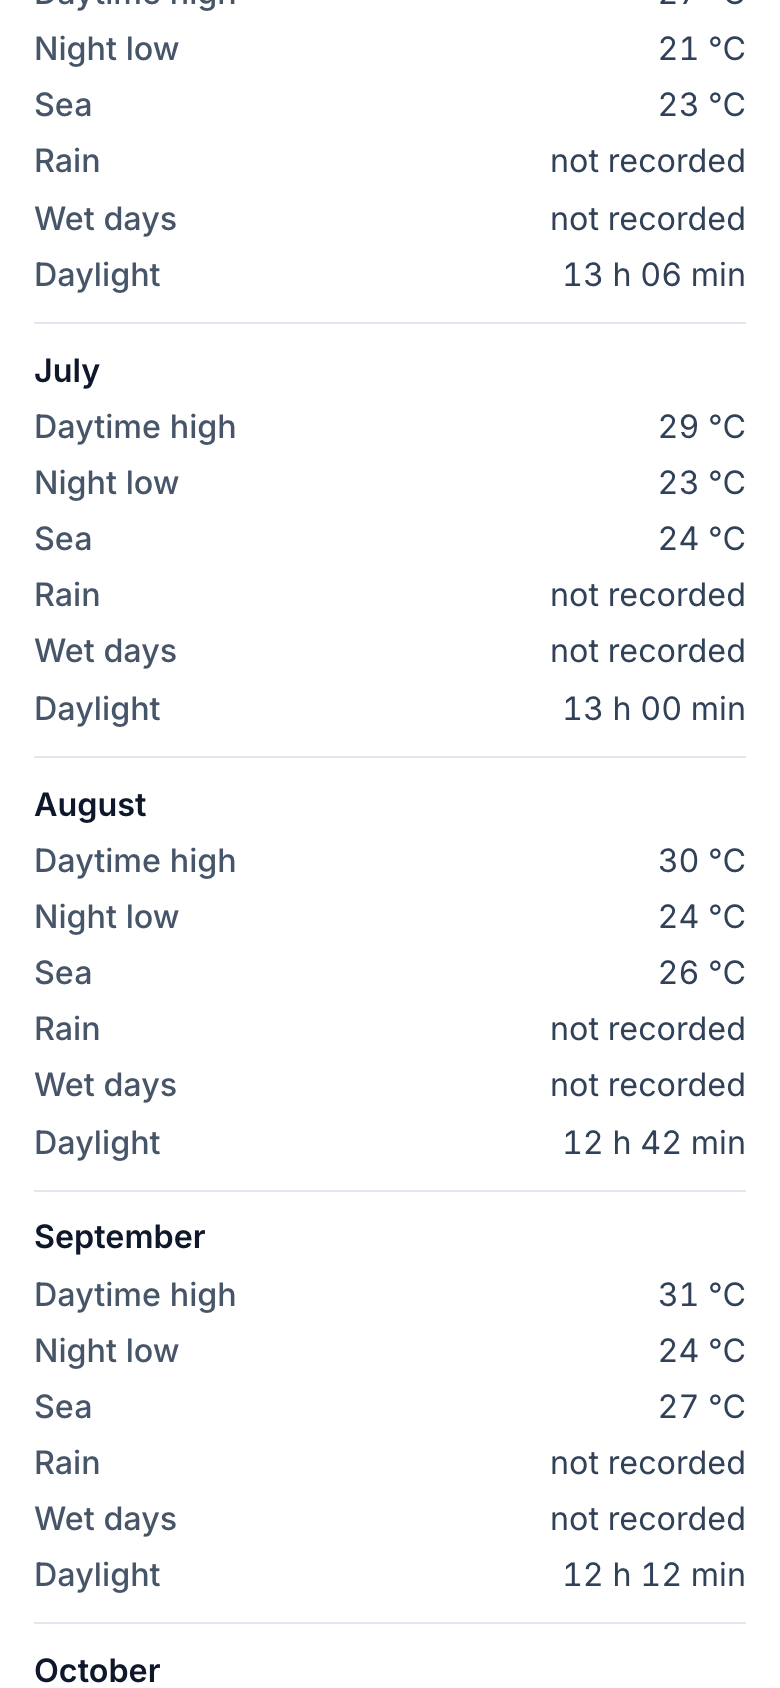 Daytime high 27 °C
Night low 21 °C
Sea 23 °C
Rain not recorded
Wet days not recorded
Daylight 13 h 06 min
July
Daytime high 29 °C
Night low 23 °C
Sea 24 °C
Rain not recorded
Wet days not recorded
Daylight 13 h 00 min
August
Daytime high 30 °C
Night low 24 °C
Sea 26 °C
Rain not recorded
Wet days not recorded
Daylight 12 h 42 min
September
Daytime high 31 °C
Night low 24 °C
Sea 27 °C
Rain not recorded
Wet days not recorded
Daylight 12 h 12 min
October